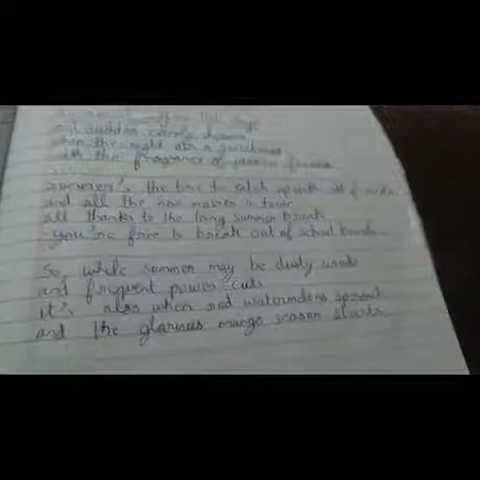 and sudden
when the night
with the fragrance of
summer's the time to catch up with
and all the new movies in town
all thanks to the long summer break
you're free to break out of school bonds
So, while summer may be dusty winds
and frequent power cuts
it's also when red watermelons spread
and the glorious mango season starts